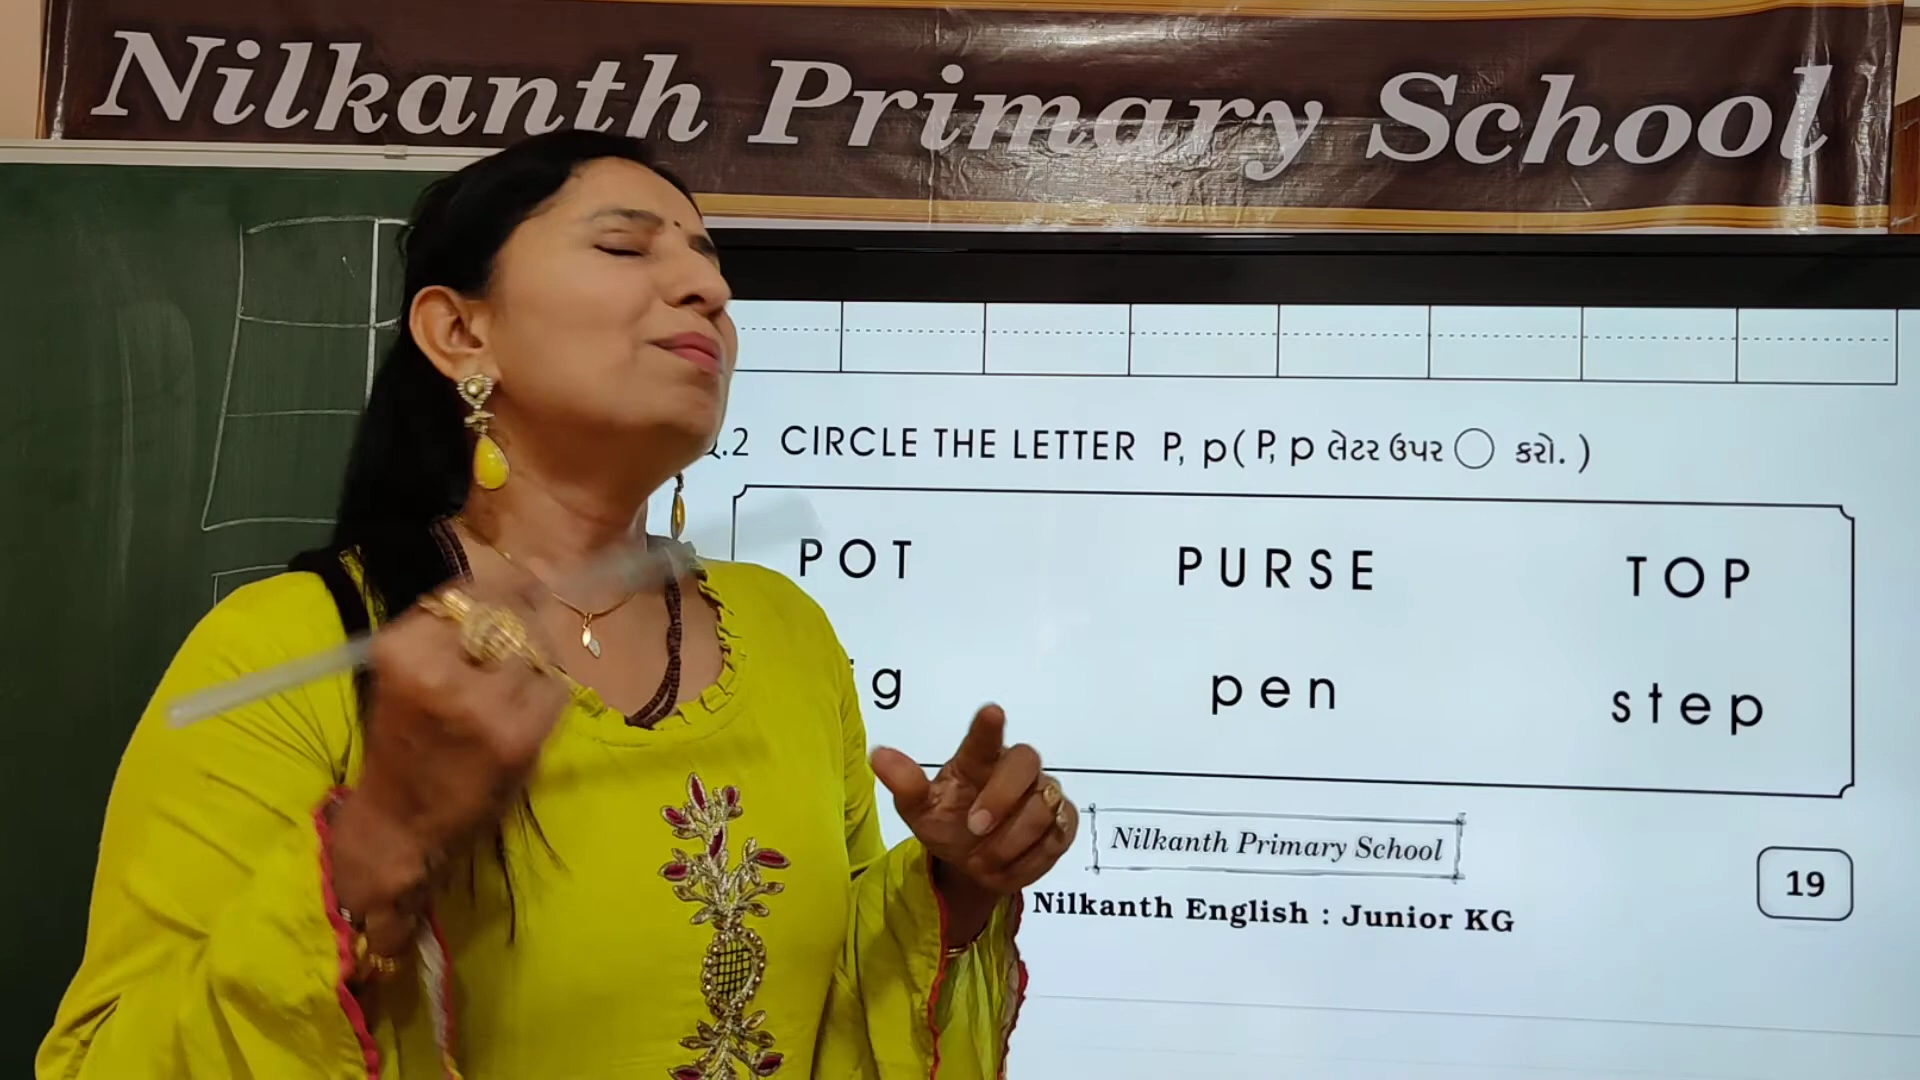 Nilkanth Primary School
.2 CIRCLE THE LETTER P, p ( P, p લેટર ઉપર ◯ કરો. )
POT PURSE TOP
g pen step
Nilkanth Primary School
19
Nilkanth English : Junior KG